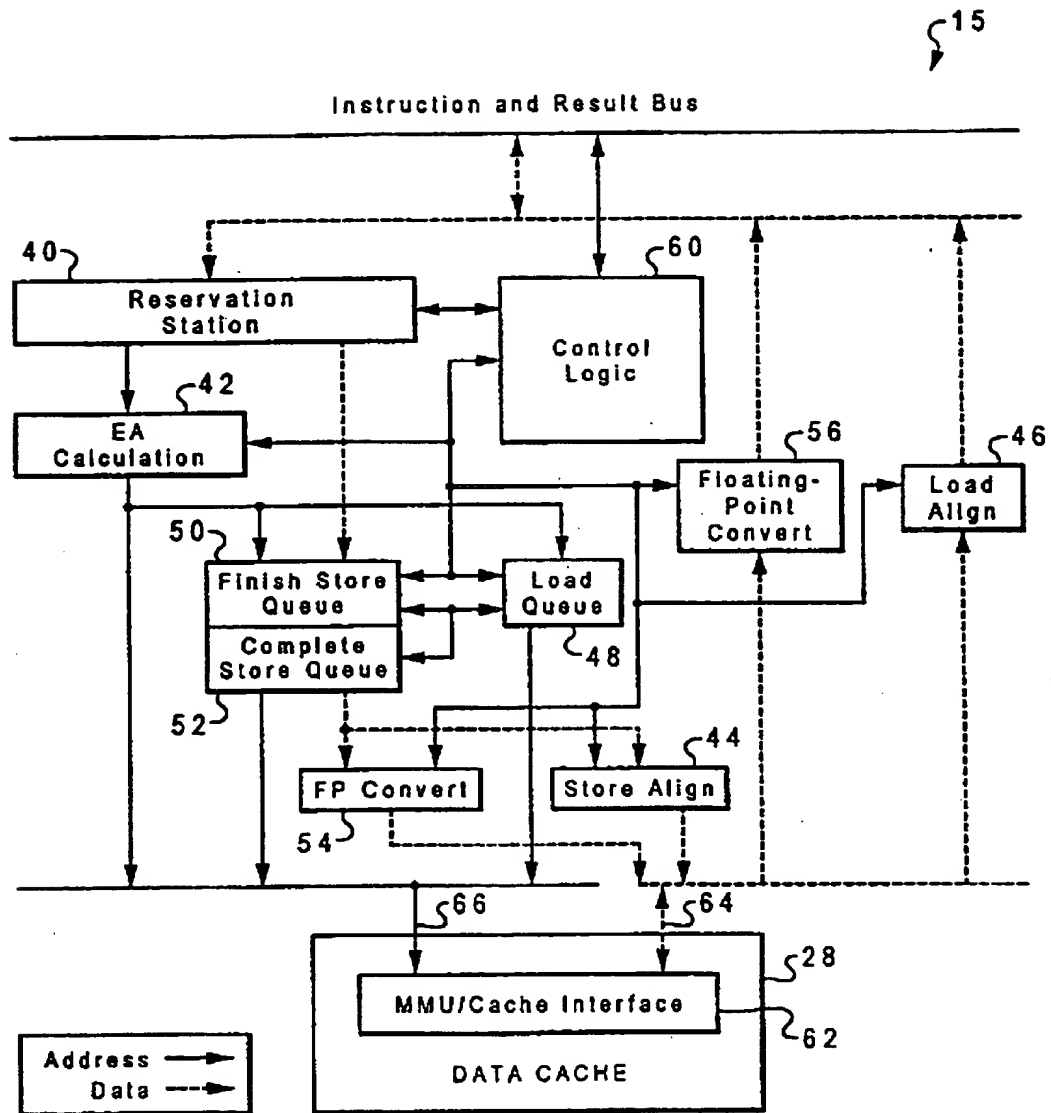 15
Instruction and Result Bus
40
Reservation
Station
60
Control
Logic
42
EA
Calculation
56
Floating-
Point
Convert
46
Load
Align
50
Finish Store
Queue
Load
Queue
48
Complete
Store Queue
52
44
FP Convert
Store Align
54
66
64
28
MMU/Cache Interface
62
DATA CACHE
Address
Data